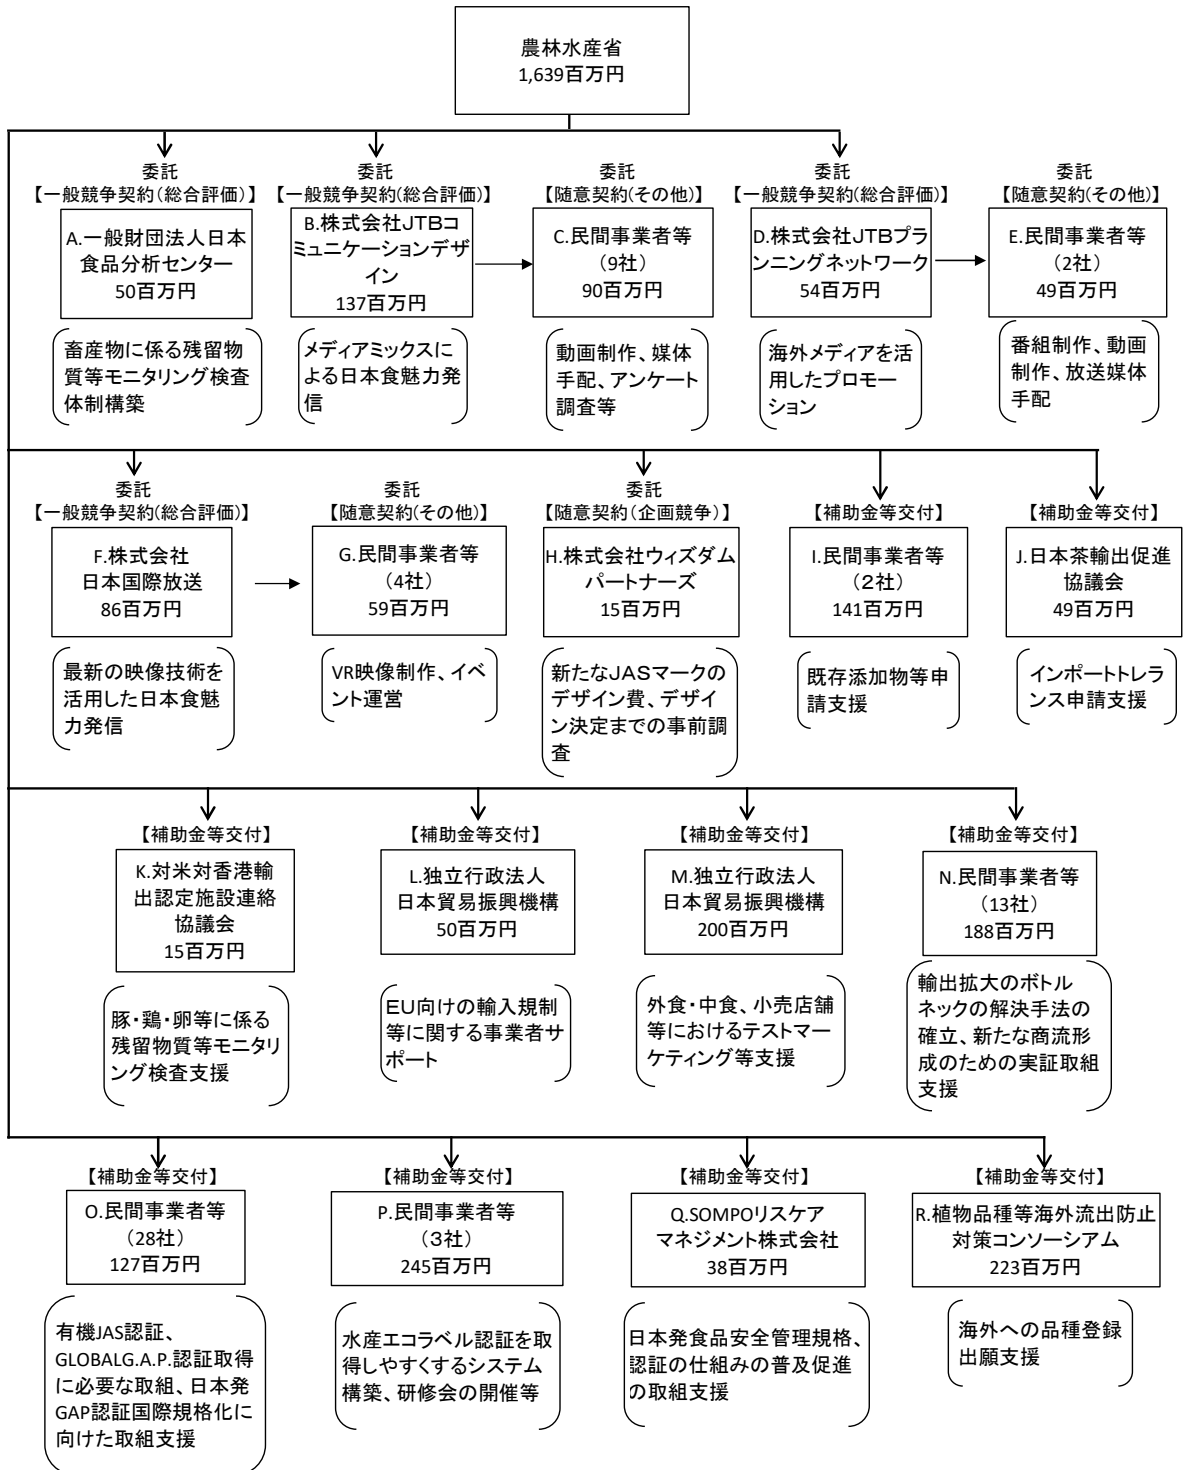 農林水産省
1,639百万円
委託
【一般競争契約(総合評価)】
A.一般財団法人日本
食品分析センター
50百万円
畜産物に係る残留物
質等モニタリング検査
体制構築
委託
【一般競争契約(総合評価)】
B.株式会社JTBコ
ミュニケーションデザ
イン
137百万円
メディアミックスに
よる日本食魅力発
信
委託
【随意契約(その他)】
C.民間事業者等
(9社)
90百万円
動画制作、媒体
手配、アンケート
調査等
委託
【一般競争契約(総合評価)】
D.株式会社JTBプラ
ンニングネットワーク
54百万円
海外メディアを活
用したプロモー
ション
委託
【随意契約(その他)】
E.民間事業者等
(2社)
49百万円
番組制作、動画
制作、放送媒体
手配
委託
【一般競争契約(総合評価)】
F.株式会社
日本国際放送
86百万円
最新の映像技術を
活用した日本食魅
力発信
委託
【随意契約(その他)】
G.民間事業者等
(4社)
59百万円
VR映像制作、イベ
ント運営
委託
【随意契約(企画競争)】
H.株式会社ウィズダム
パートナーズ
15百万円
新たなJASマークの
デザイン費、デザイ
ン決定までの事前調
査
【補助金等交付】
I.民間事業者等
(2社)
141百万円
既存添加物等申
請支援
【補助金等交付】
J.日本茶輸出促進
協議会
49百万円
インポートトレラ
ンス申請支援
【補助金等交付】
K.対米対香港輸
出認定施設連絡
協議会
15百万円
豚・鶏・卵等に係る
残留物質等モニタリ
ング検査支援
【補助金等交付】
L.独立行政法人
日本貿易振興機構
50百万円
EU向けの輸入規制
等に関する事業者サ
ポート
【補助金等交付】
M.独立行政法人
日本貿易振興機構
200百万円
外食・中食、小売店舗
等におけるテストマー
ケティング等支援
【補助金等交付】
N.民間事業者等
(13社)
188百万円
輸出拡大のボトル
ネックの解決手法の
確立、新たな商流形
成のための実証取組
支援
【補助金等交付】
O.民間事業者等
(28社)
127百万円
有機JAS認証、
GLOBALG.A.P.認証取得
に必要な取組、日本発
GAP認証国際規格化に
向けた取組支援
【補助金等交付】
P.民間事業者等
(3社)
245百万円
水産エコラベル認証を取
得しやすくするシステム
構築、研修会の開催等
【補助金等交付】
Q.SOMPOリスケア
マネジメント株式会社
38百万円
日本発食品安全管理規格、
認証の仕組みの普及促進
の取組支援
【補助金等交付】
R.植物品種等海外流出防止
対策コンソーシアム
223百万円
海外への品種登録
出願支援